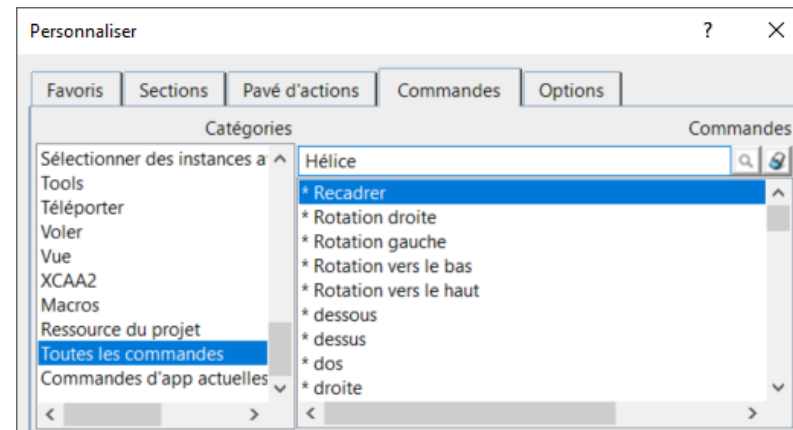 Personnaliser ?
Favoris Sections Pavé d'actions Commandes Options
Catégories Commandes
Sélectionner des instances a
Tools
Téléporter
Voler
Vue
XCAA2
Macros
Ressource du projet
Toutes les commandes
Commandes d'app actuelles
Hélice
* Recadrer
* Rotation droite
* Rotation gauche
* Rotation vers le bas
* Rotation vers le haut
* dessous
* dessus
* dos
* droite